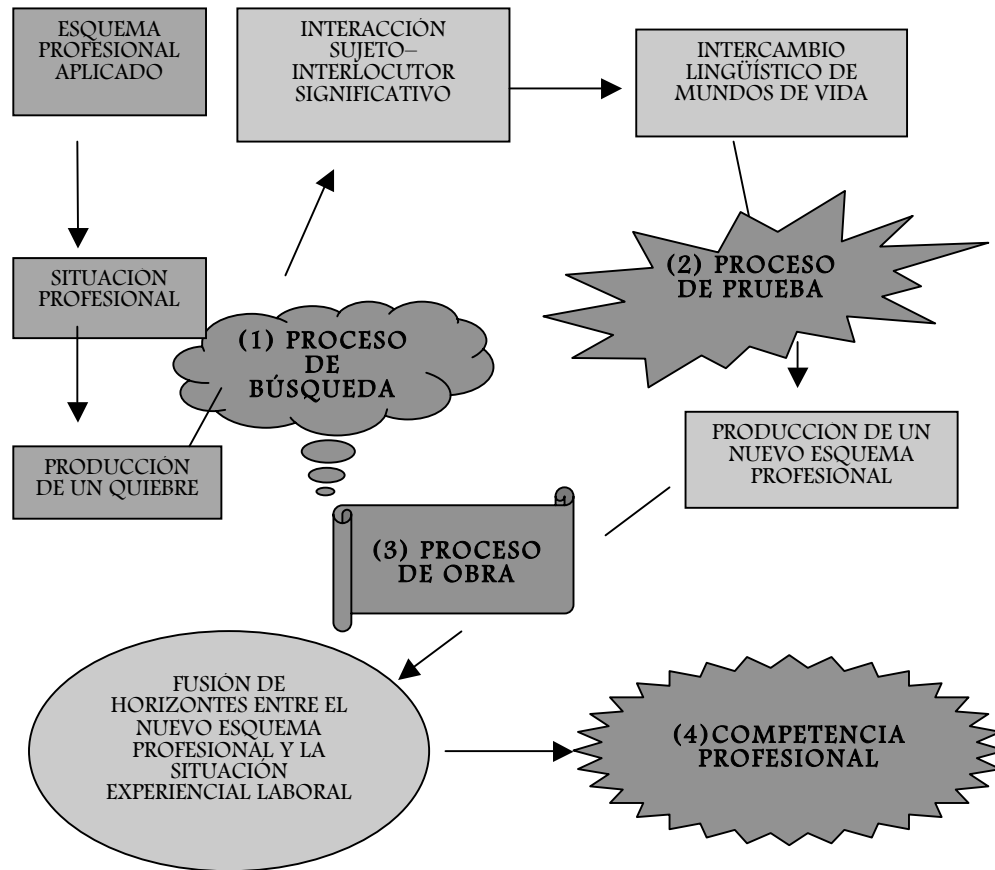 ESQUEMA
PROFESIONAL
APLICADO
INTERACCIÓN
SUJETO–
INTERLOCUTOR
SIGNIFICATIVO
INTERCAMBIO
LINGÜÍSTICO DE
MUNDOS DE VIDA
SITUACION
PROFESIONAL
(1) PROCESO
DE
BÚSQUEDA
(2) PROCESO
DE PRUEBA
PRODUCCIÓN
DE UN QUIEBRE
PRODUCCION DE UN
NUEVO ESQUEMA
PROFESIONAL
(3) PROCESO
DE OBRA
FUSIÓN DE
HORIZONTES ENTRE EL
NUEVO ESQUEMA
PROFESIONAL Y LA
SITUACIÓN
EXPERIENCIAL LABORAL
(4)COMPETENCIA
PROFESIONAL